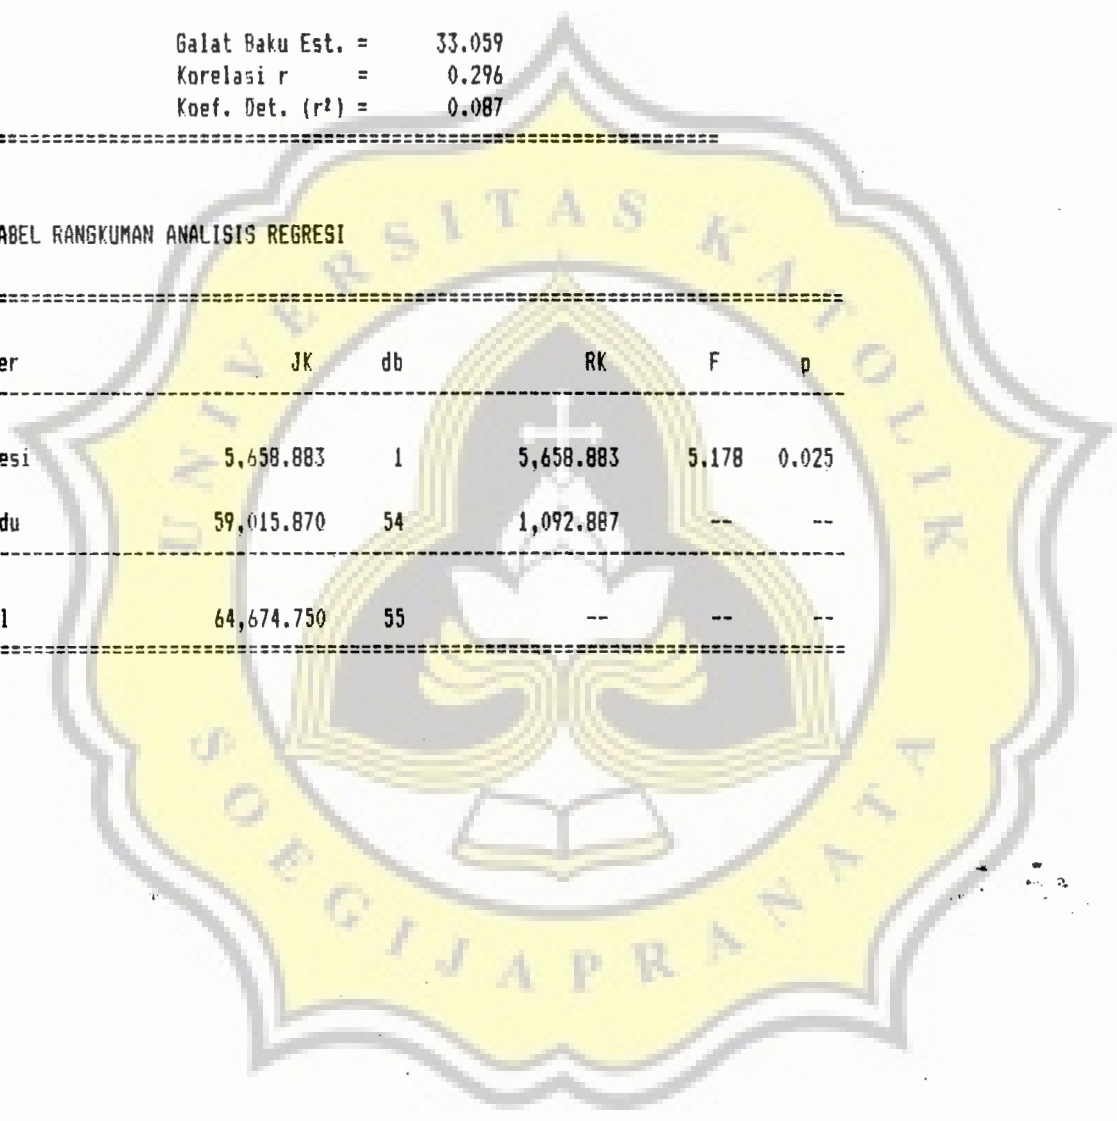 Galat Baku Est. = 33.059
Korelasi r = 0.296
Koef. Det. (r²) = 0.087
ABEL RANGKUMAN ANALISIS REGRESI
er JK db RK F p
esi 5,658.883 1 5,658.883 5.178 0.025
du 59,015.870 54 1,092.887 -- --
l 64,674.750 55 -- -- --
UNIVERSITAS KATOLIK
SOEGIJAPRANATA